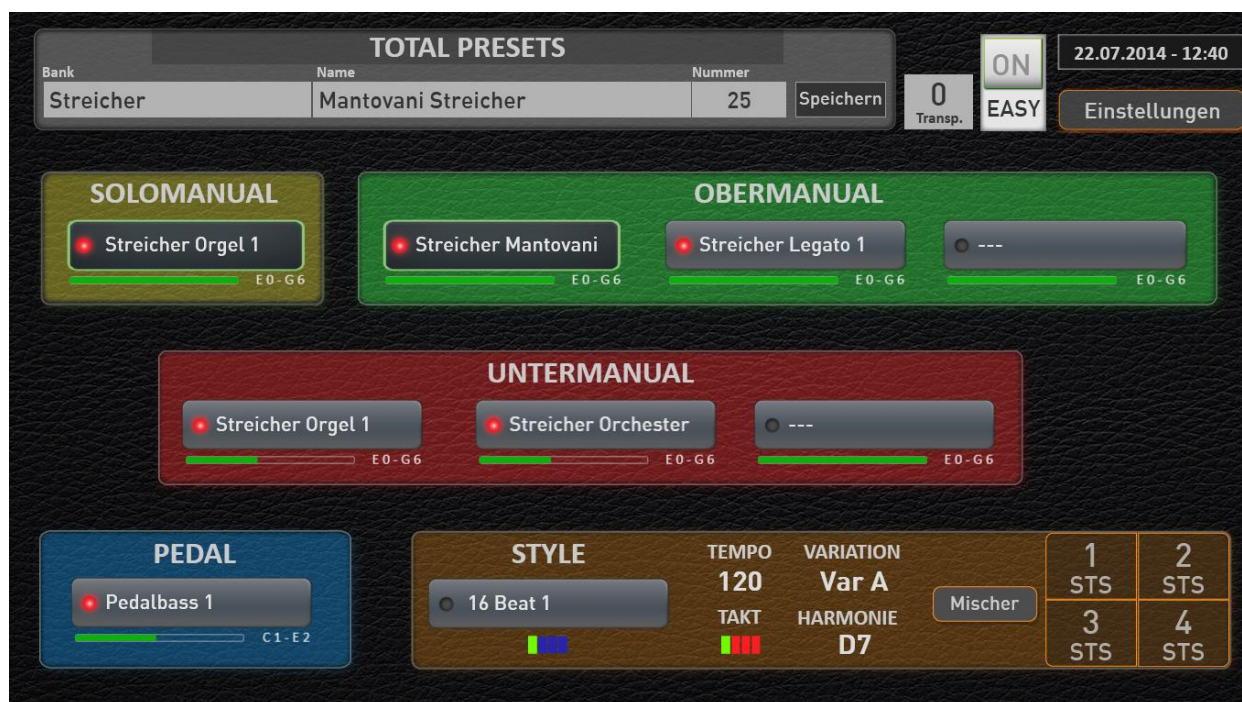 TOTAL PRESETS
Bank Name Nummer
Streicher Mantovani Streicher 25 Speichern
0
Transp.
ON
EASY
22.07.2014 - 12:40
Einstellungen
SOLOMANUAL
Streicher Orgel 1
E0-G6
OBERMANUAL
Streicher Mantovani Streicher Legato 1 ---
E0-G6 E0-G6 E0-G6
UNTERMANUAL
Streicher Orgel 1 Streicher Orchester ---
E0-G6 E0-G6 E0-G6
PEDAL
Pedalbass 1
C1-E2
STYLE
16 Beat 1
TEMPO
120
TAKT
VARIATION
Var A
HARMONIE
D7
Mischer
1 STS
2 STS
3 STS
4 STS